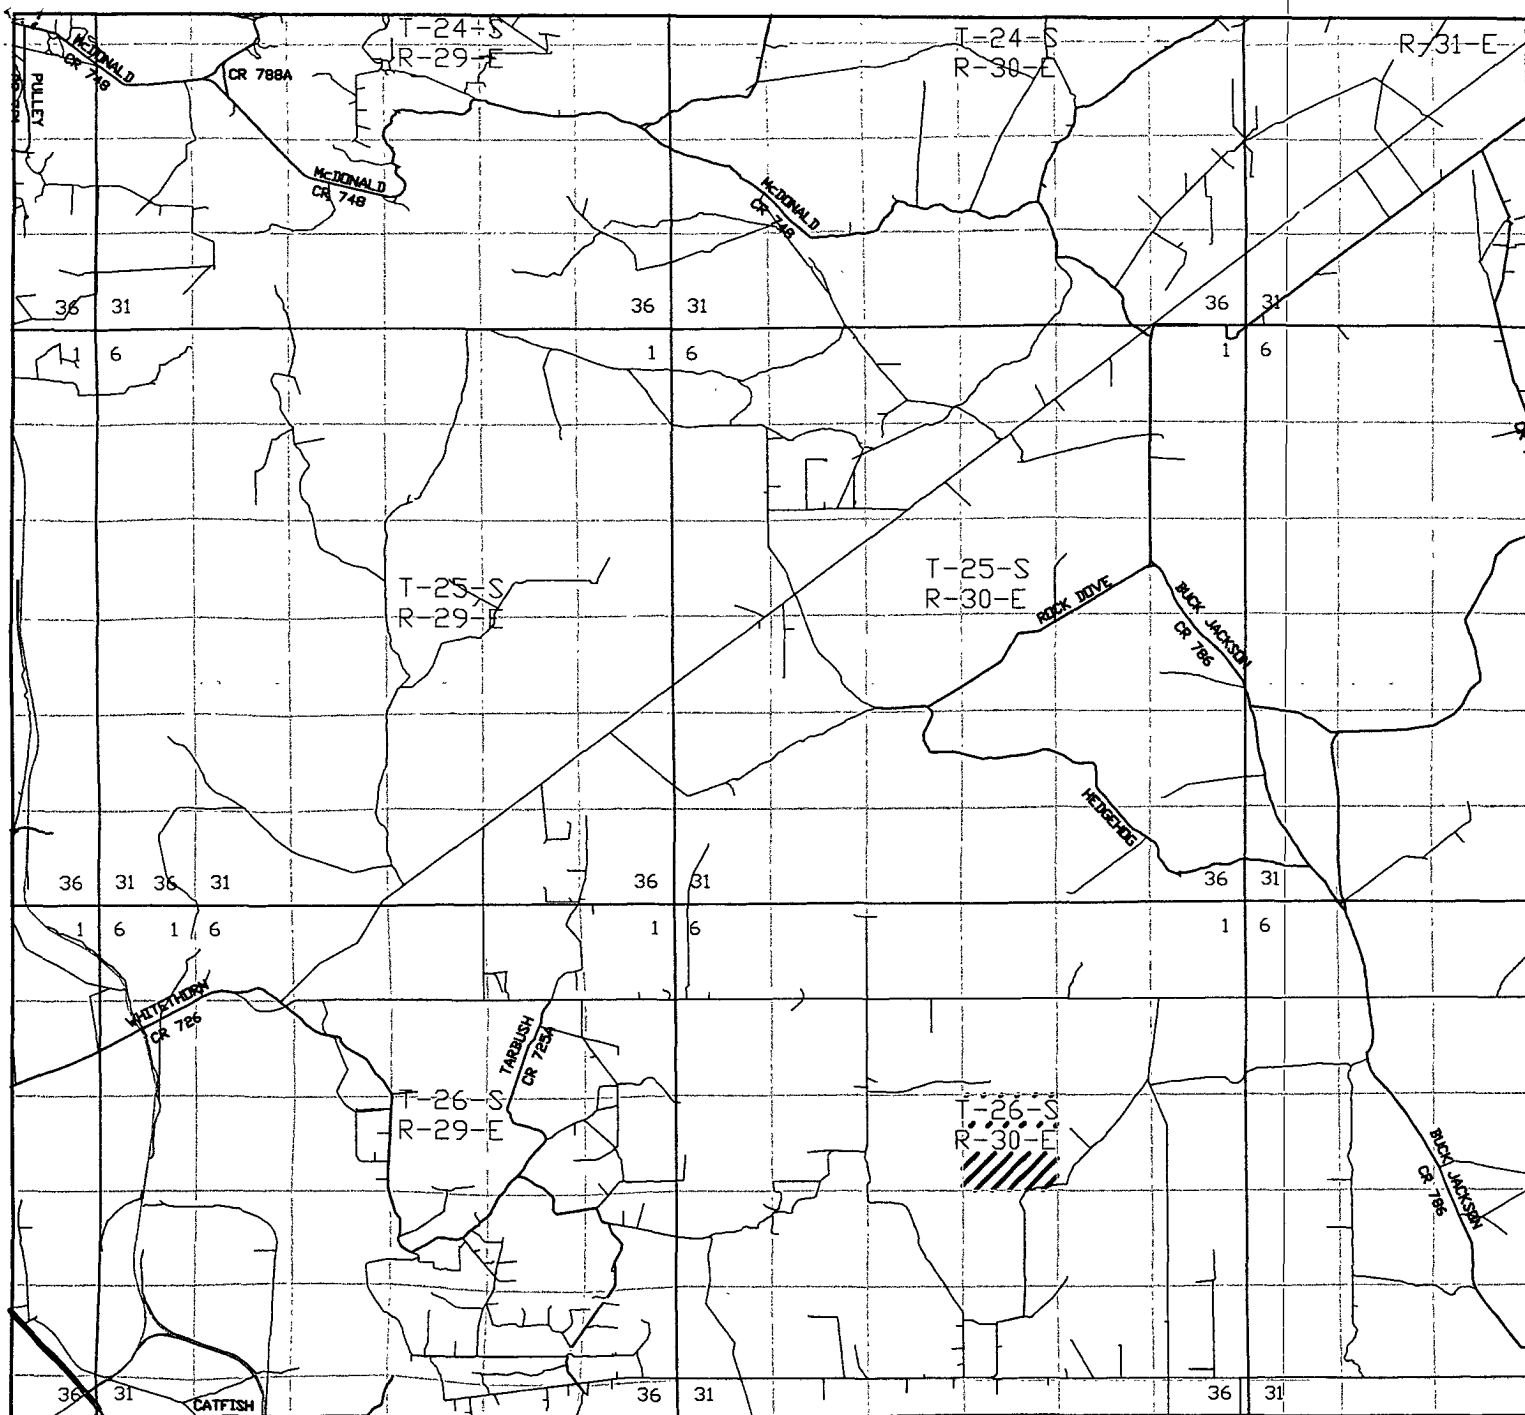 T-24-S
R-29-E
T-24-S
R-30-E
R-31-E
McDONALD
CR 748
CR 788A
PULLEY
McDONALD
CR 748
McDONALD
CR 748
36 31
36 31
36 31
1 6
1 6
1 6
T-25-S
R-29-E
T-25-S
R-30-E
ROCK DOVE
BUCK JACKSON
CR 786
HEDGEHOG
36 31 36 31
36 31
36 31
1 6 1 6
1 6
1 6
WHITETHORN
CR 726
TARBUSH
CR 725A
T-26-S
R-29-E
T-26-S
R-30-E
BUCK JACKSON
CR 786
36 31
36 31
36 31
CATFISH